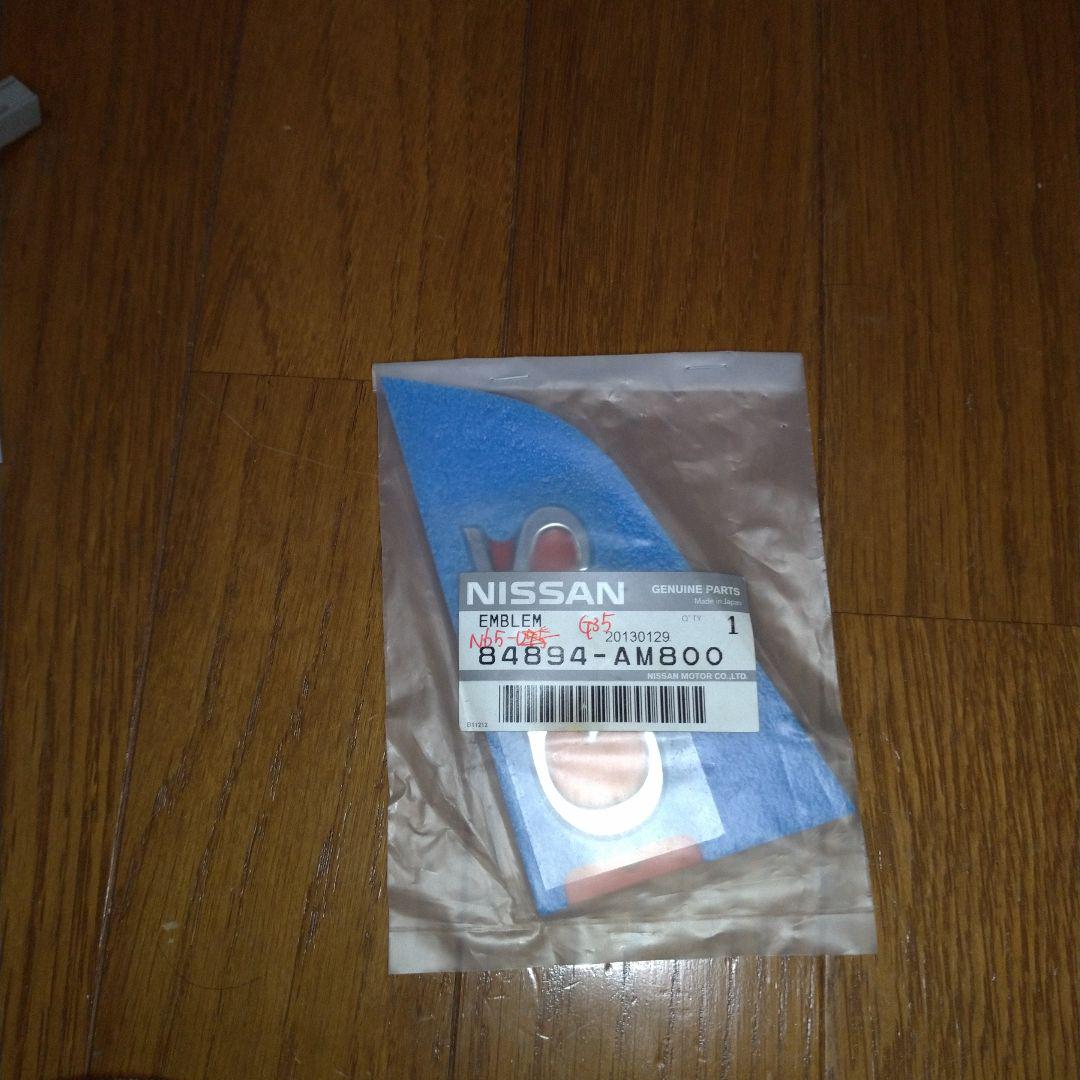 NISSAN GENUINE PARTS
Made in Japan
EMBLEM Q'TY 1
G35
20130129
84894-AM800
NISSAN MOTOR CO.,LTD.